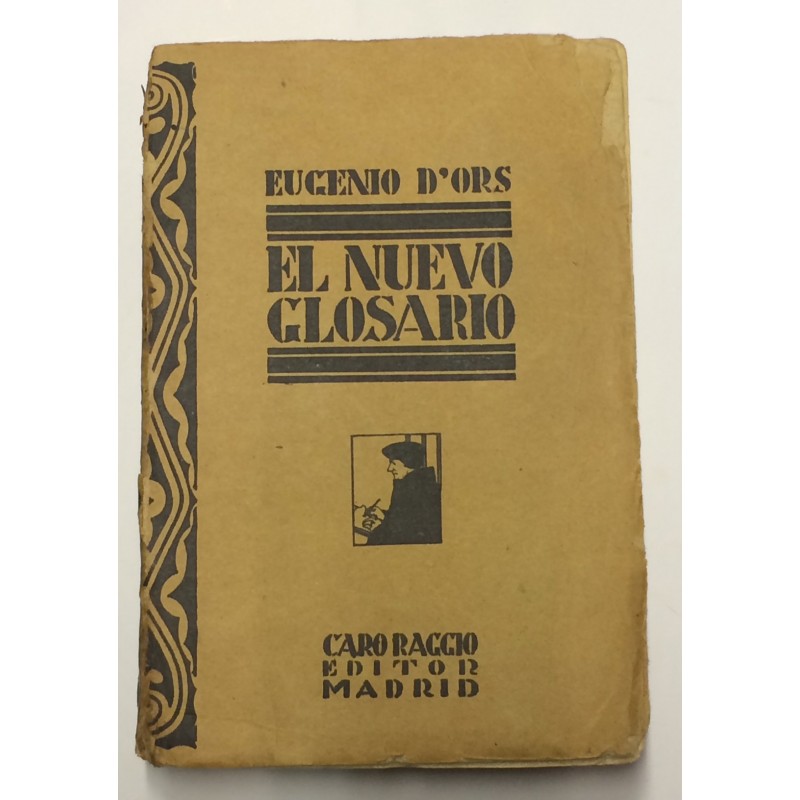 EUGENIO D'ORS
EL NUEVO
GLOSARIO
CARO RAGGIO
EDITOR
MADRID